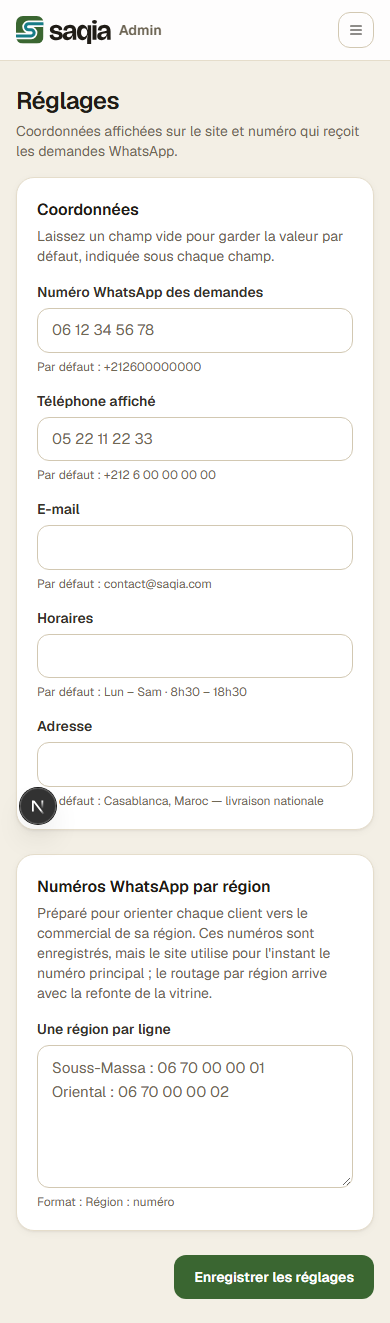 saqia Admin
Réglages
Coordonnées affichées sur le site et numéro qui reçoit
les demandes WhatsApp.
Coordonnées
Laissez un champ vide pour garder la valeur par
défaut, indiquée sous chaque champ.
Numéro WhatsApp des demandes
06 12 34 56 78
Par défaut : +212600000000
Téléphone affiché
05 22 11 22 33
Par défaut : +212 6 00 00 00 00
E-mail
Par défaut : contact@saqia.com
Horaires
Par défaut : Lun – Sam · 8h30 – 18h30
Adresse
N
défaut : Casablanca, Maroc — livraison nationale
Numéros WhatsApp par région
Préparé pour orienter chaque client vers le
commercial de sa région. Ces numéros sont
enregistrés, mais le site utilise pour l'instant le
numéro principal ; le routage par région arrive
avec la refonte de la vitrine.
Une région par ligne
Souss-Massa : 06 70 00 00 01
Oriental : 06 70 00 00 02
Format : Région : numéro
Enregistrer les réglages